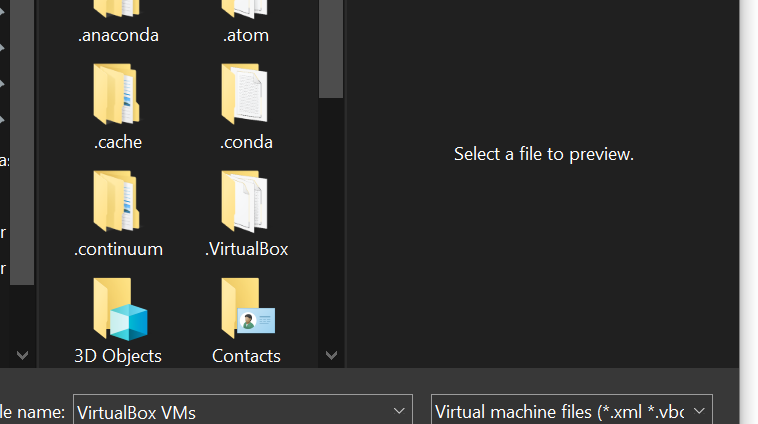 .anaconda
.atom
.cache
.conda
Select a file to preview.
.continuum
.VirtualBox
3D Objects
Contacts
le name:
VirtualBox VMs
Virtual machine files (*.xml *.vbo